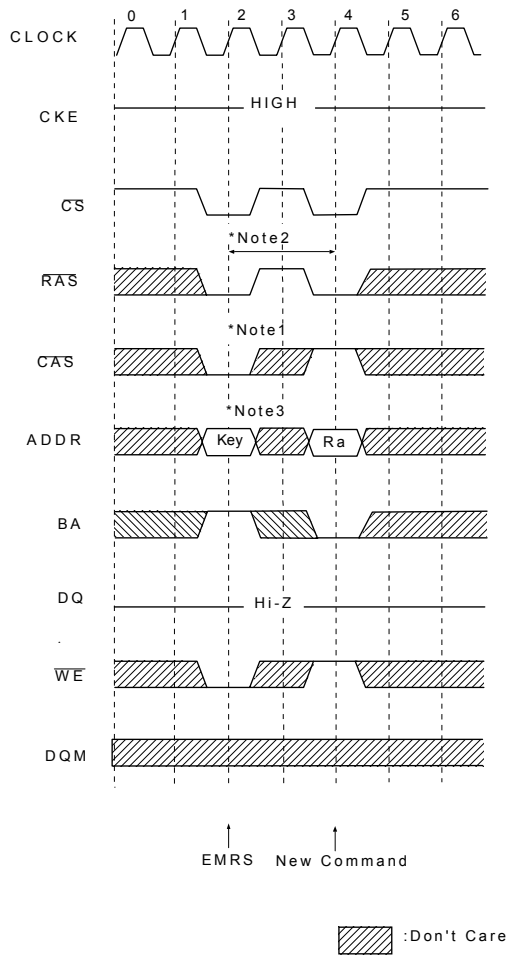 0 1 2 3 4 5 6
CLOCK
CKE
HIGH
CS
*Note2
RAS
*Note1
CAS
*Note3
ADDR
Key
Ra
BA
DQ
Hi-Z
.
WE
DQM
EMRS New Command
:Don't Care